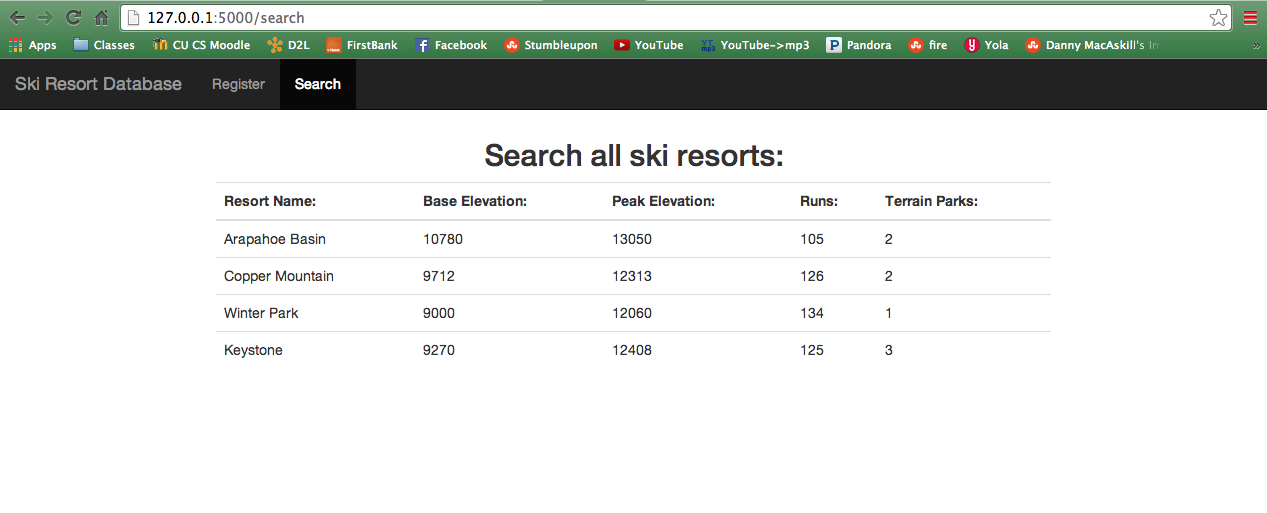 127.0.0.1:5000/search
Apps Classes CU CS Moodle D2L FirstBank Facebook Stumbleupon YouTube YT- mp3 YouTube->mp3 Pandora fire Yola Danny MacAskill's In »
Ski Resort Database Register Search
Search all ski resorts:
Resort Name: Base Elevation: Peak Elevation: Runs: Terrain Parks:
Arapahoe Basin 10780 13050 105 2
Copper Mountain 9712 12313 126 2
Winter Park 9000 12060 134 1
Keystone 9270 12408 125 3